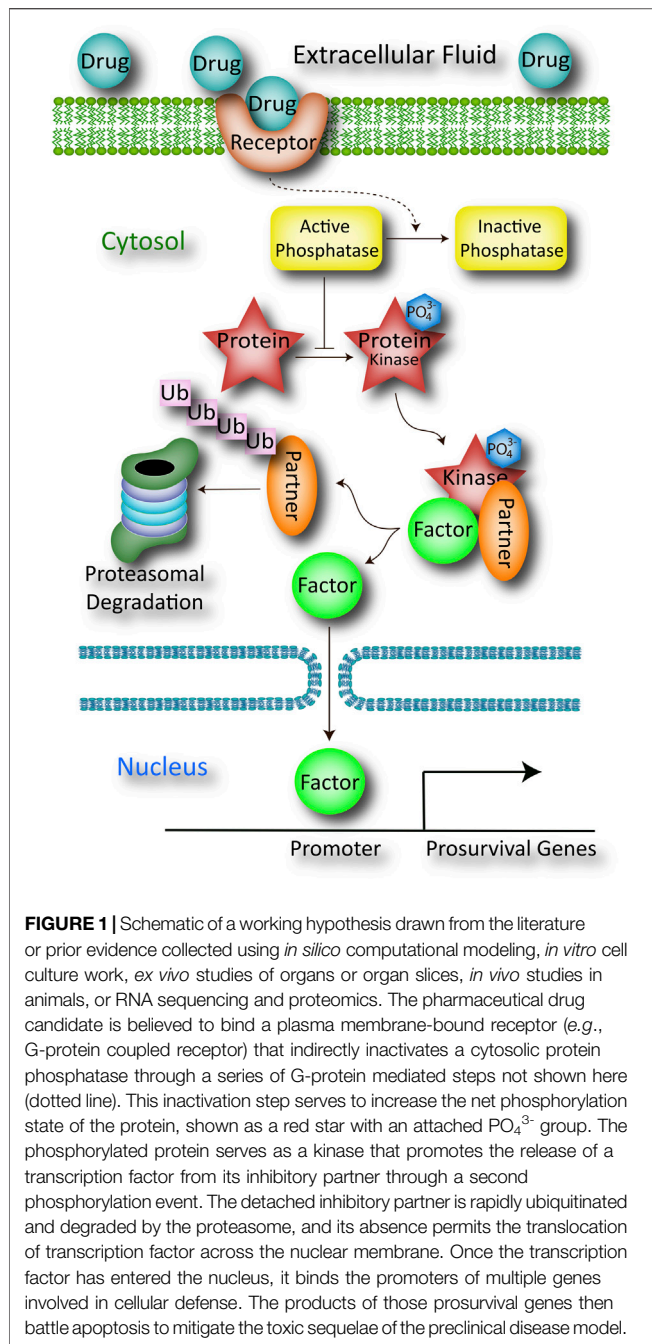 Drug
Drug
Extracellular Fluid
Drug
Drug
Receptor
Cytosol
Active
Phosphatase
Inactive
Phosphatase
PO₄³⁻
Protein
Protein
Kinase
Ub
Ub
Ub
Ub
Partner
PO₄³⁻
Kinase
Factor
Partner
Proteasomal
Degradation
Factor
Nucleus
Factor
Promoter
Prosurvival Genes
FIGURE 1 | Schematic of a working hypothesis drawn from the literature
or prior evidence collected using in silico computational modeling, in vitro cell
culture work, ex vivo studies of organs or organ slices, in vivo studies in
animals, or RNA sequencing and proteomics. The pharmaceutical drug
candidate is believed to bind a plasma membrane-bound receptor (e.g.,
G-protein coupled receptor) that indirectly inactivates a cytosolic protein
phosphatase through a series of G-protein mediated steps not shown here
(dotted line). This inactivation step serves to increase the net phosphorylation
state of the protein, shown as a red star with an attached PO₄³⁻ group. The
phosphorylated protein serves as a kinase that promotes the release of a
transcription factor from its inhibitory partner through a second
phosphorylation event. The detached inhibitory partner is rapidly ubiquitinated
and degraded by the proteasome, and its absence permits the translocation
of transcription factor across the nuclear membrane. Once the transcription
factor has entered the nucleus, it binds the promoters of multiple genes
involved in cellular defense. The products of those prosurvival genes then
battle apoptosis to mitigate the toxic sequelae of the preclinical disease model.